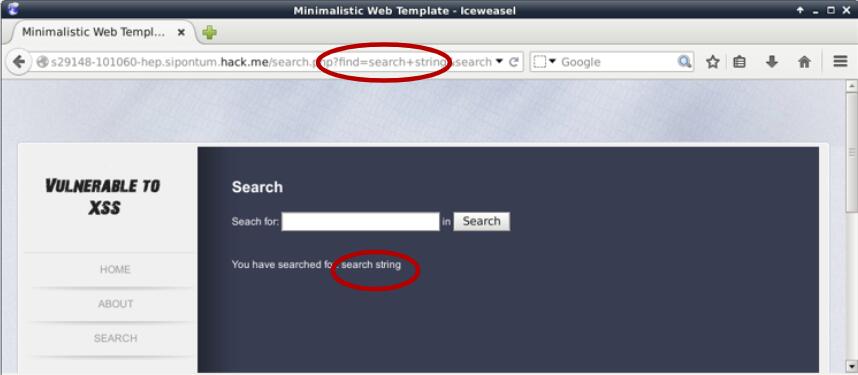 Minimalistic Web Template - Iceweasel
Minimalistic Web Templ...
s29148-101060-hep.sipontum.hack.me/search.php?find=search+string&search
Google
VULNERABLE TO
XSS
HOME
ABOUT
SEARCH
Search
Seach for:
in
Search
You have searched for: search string